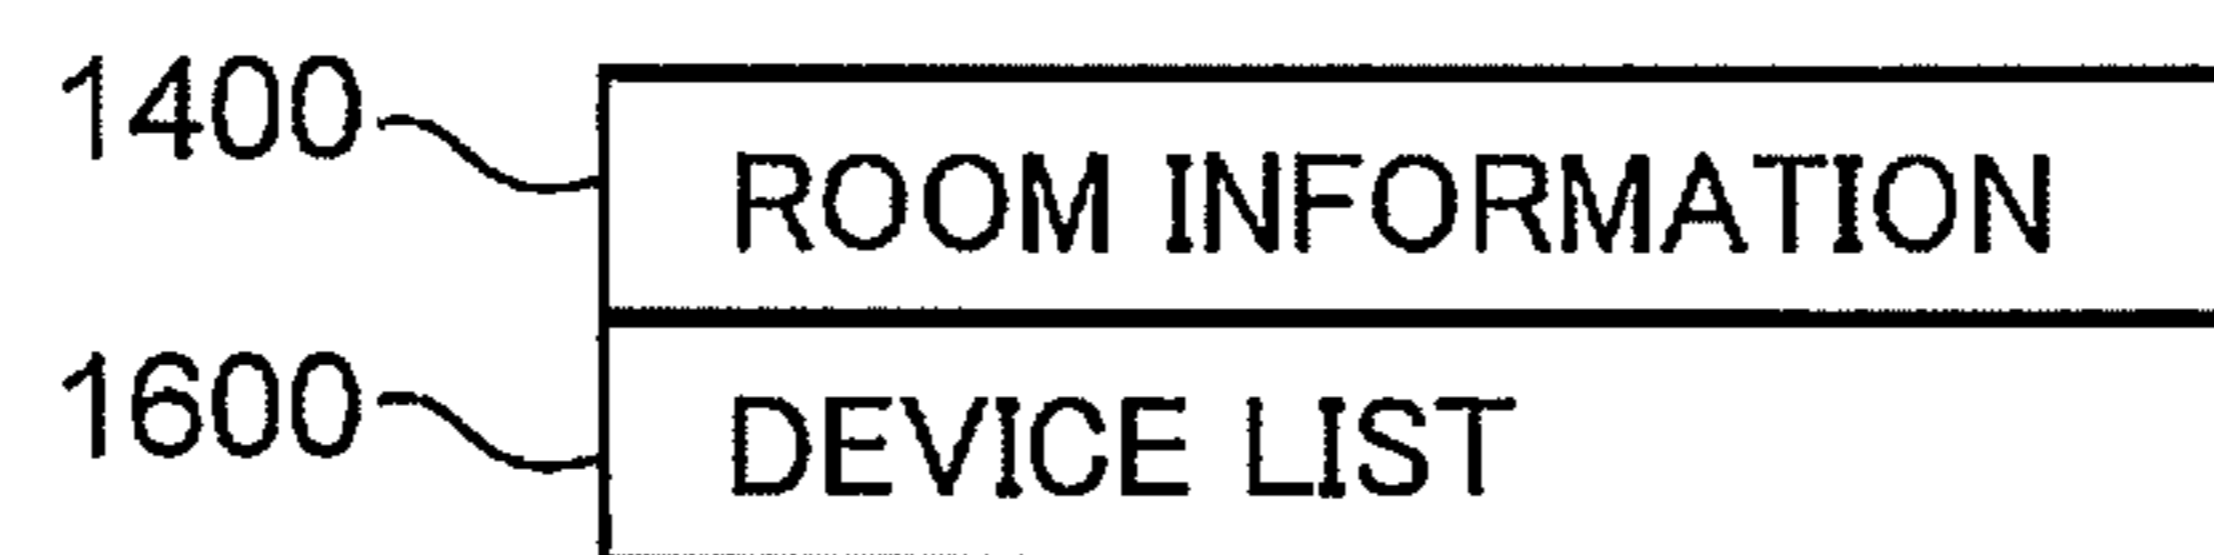 1400 ROOM INFORMATION
1600 DEVICE LIST